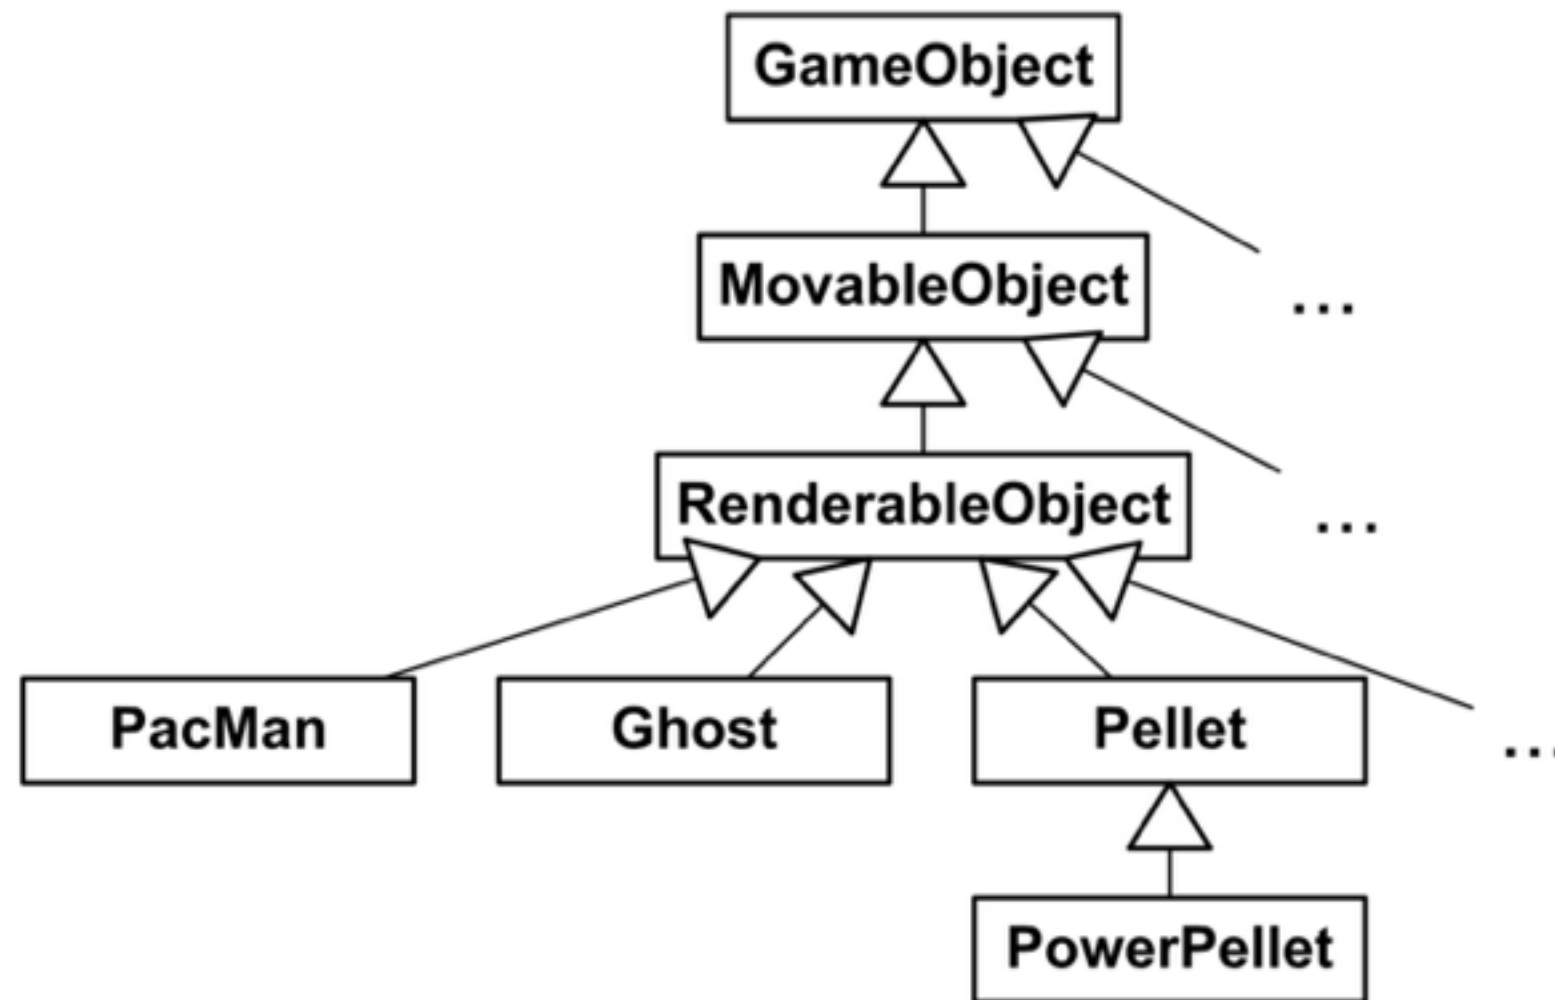 GameObject
MovableObject
...
RenderableObject
...
PacMan
Ghost
Pellet
...
PowerPellet